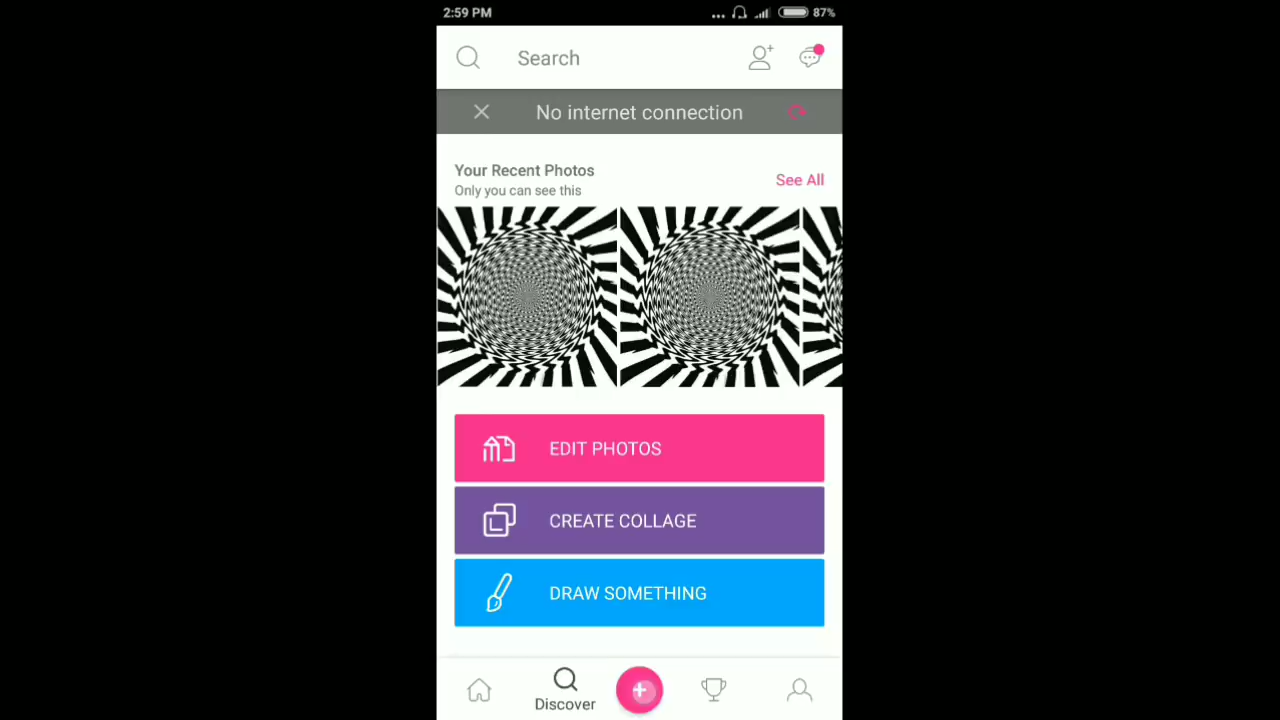 2:59 PM
87%
Search
No internet connection
Your Recent Photos
Only you can see this
See All
EDIT PHOTOS
CREATE COLLAGE
DRAW SOMETHING
Discover